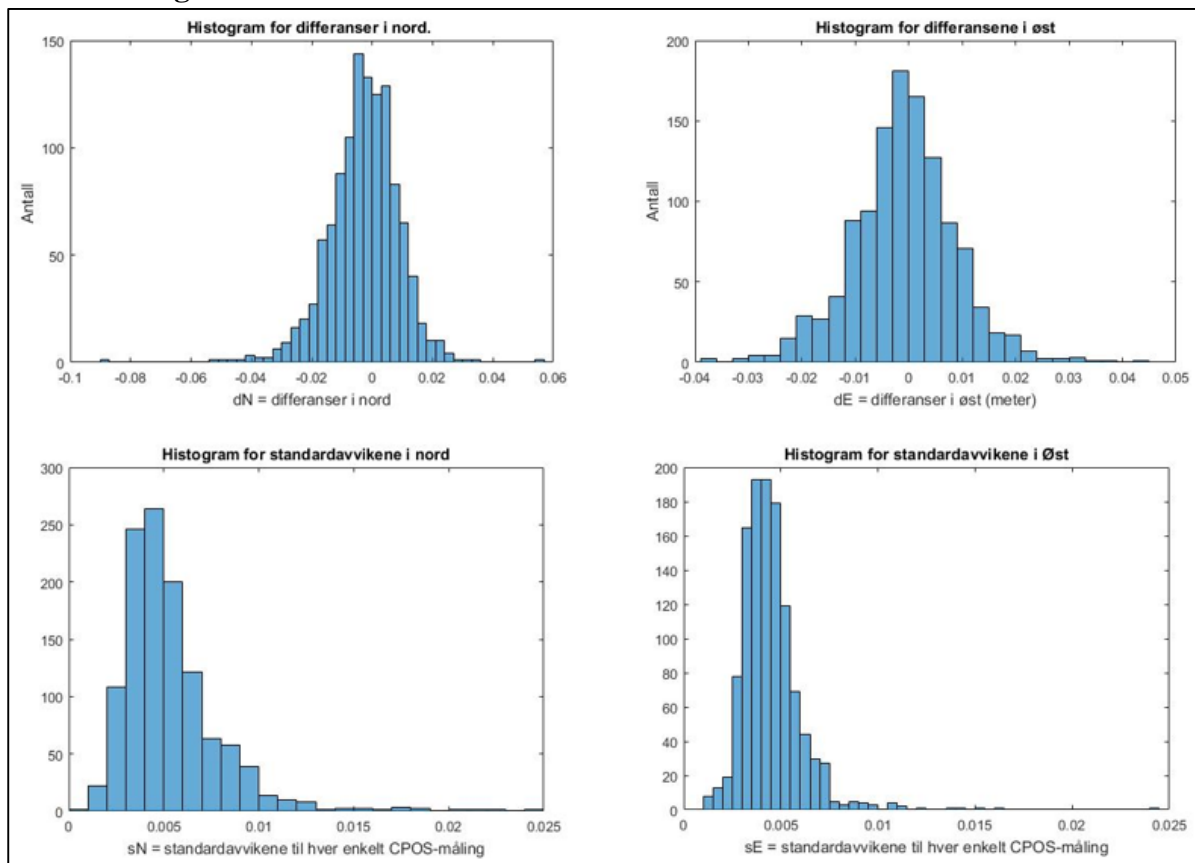 Histogram for differanser i nord.
150
100
50
0
Antall
-0.1 -0.08 -0.06 -0.04 -0.02 0 0.02 0.04 0.06
dN = differanser i nord
Histogram for differansene i øst
200
150
100
50
0
Antall
-0.04 -0.03 -0.02 -0.01 0 0.01 0.02 0.03 0.04 0.05
dE = differanser i øst (meter)
Histogram for standardavvikene i nord
300
250
200
150
100
50
0
0 0.005 0.01 0.015 0.02 0.025
sN = standardavvikene til hver enkelt CPOS-måling
Histogram for standardavvikene i Øst
200
180
160
140
120
100
80
60
40
20
0
0 0.005 0.01 0.015 0.02 0.025
sE = standardavvikene til hver enkelt CPOS-måling